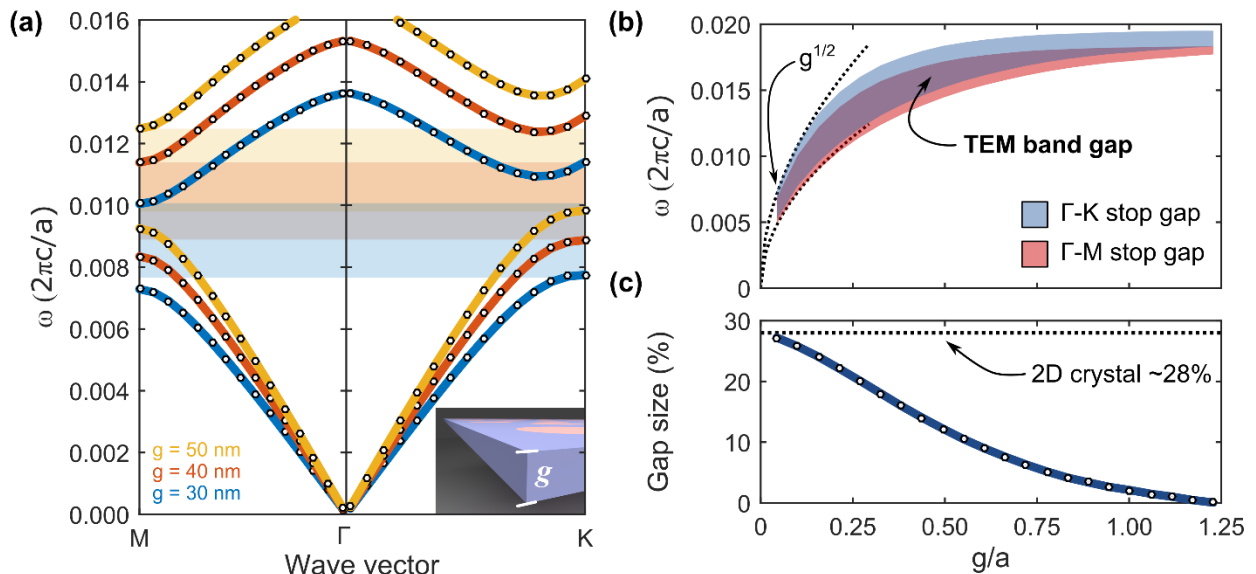 (a)
ω (2πc/a)
0.016
0.014
0.012
0.010
0.008
0.006
0.004
0.002
0.000
g = 50 nm
g = 40 nm
g = 30 nm
g
M
Γ
K
Wave vector
(b)
ω (2πc/a)
0.020
0.015
0.010
0.005
0
g^{1/2}
TEM band gap
Γ-K stop gap
Γ-M stop gap
(c)
Gap size (%)
30
20
10
0
2D crystal ~28%
0
0.25
0.50
0.75
1.00
1.25
g/a